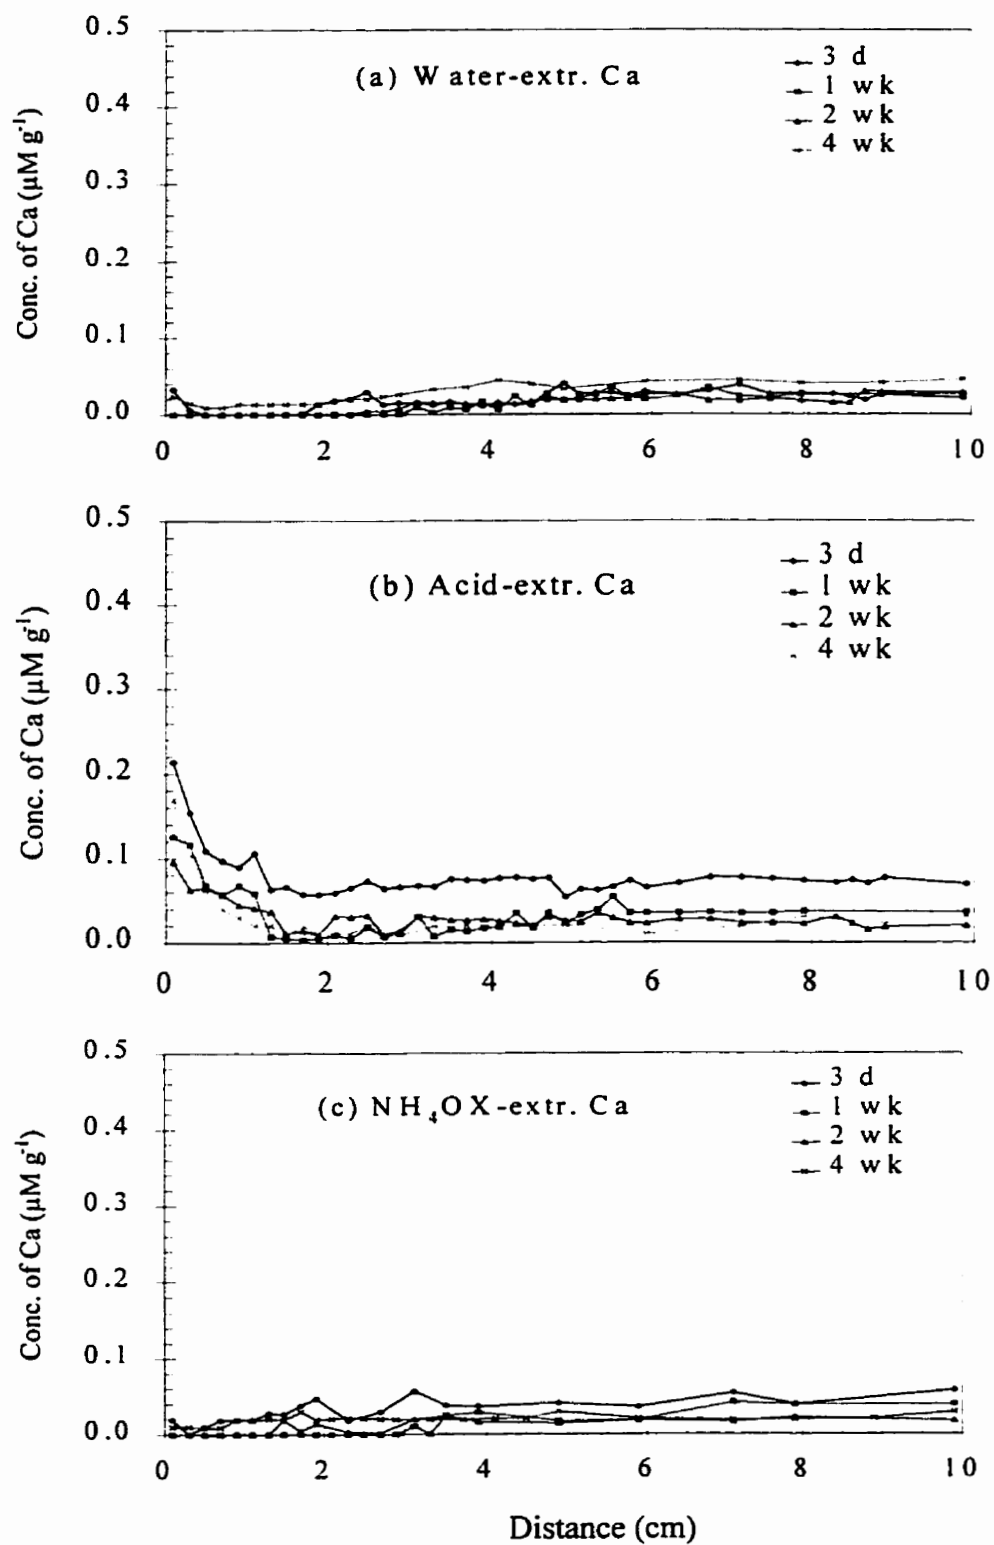 0.5
(a) Water-extr. Ca
3 d
1 wk
2 wk
4 wk
0.4
0.3
0.2
0.1
0.0
Conc. of Ca (μM g⁻¹)
0 2 4 6 8 10
0.5
(b) Acid-extr. Ca
3 d
1 wk
2 wk
4 wk
0.4
0.3
0.2
0.1
0.0
Conc. of Ca (μM g⁻¹)
0 2 4 6 8 10
0.5
(c) NH₄OX-extr. Ca
3 d
1 wk
2 wk
4 wk
0.4
0.3
0.2
0.1
0.0
Conc. of Ca (μM g⁻¹)
0 2 4 6 8 10
Distance (cm)